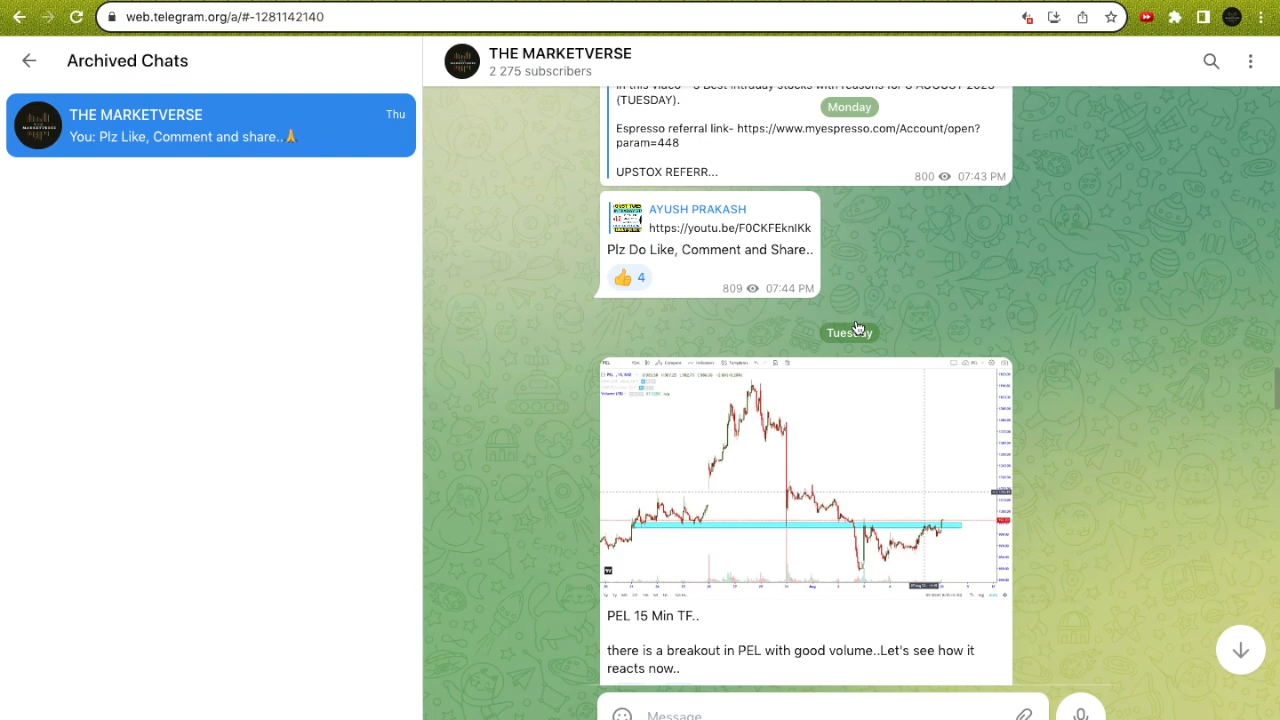 web.telegram.org/a/#-1281142140
Archived Chats
THE MARKETVERSE
2 275 subscribers
THE MARKETVERSE
Thu
You: Plz Like, Comment and share..🙏
(TUESDAY).
Monday
Espresso referral link- https://www.myespresso.com/Account/open?
param=448
UPSTOX REFERR...
800 07:43 PM
AYUSH PRAKASH
https://youtu.be/F0CKFEknIKk
Plz Do Like, Comment and Share..
👍 4
809 07:44 PM
Tuesday
PEL 15 Min TF..
there is a breakout in PEL with good volume..Let's see how it
reacts now..
Message